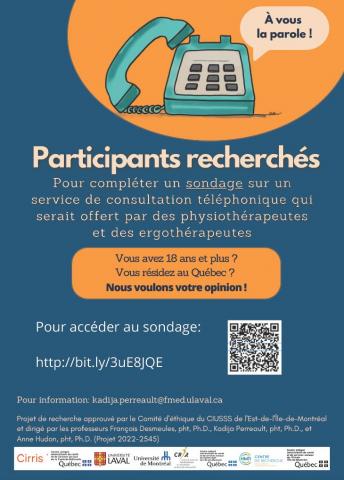 À vous
la parole !
Participants recherchés
Pour compléter un sondage sur un
service de consultation téléphonique qui
serait offert par des physiothérapeutes
et des ergothérapeutes
Vous avez 18 ans et plus ?
Vous résidez au Québec ?
Nous voulons votre opinion !
Pour accéder au sondage:
http://bit.ly/3uE8JQE
Pour information: kadija.perreault@fmed.ulaval.ca
Projet de recherche approuvé par le Comité d'éthique du CIUSSS de l'Est-de-l'Île-de-Montréal
et dirigé par les professeurs François Desmeules, pht, Ph.D., Kadija Perreault, pht, Ph.D., et
Anne Hudon, pht, Ph.D. (Projet 2022-2545)
Cirris
Québec
UNIVERSITÉ
LAVAL
Université
de Montréal
Québec
CENTRE
DE RECHERCHE
Québec